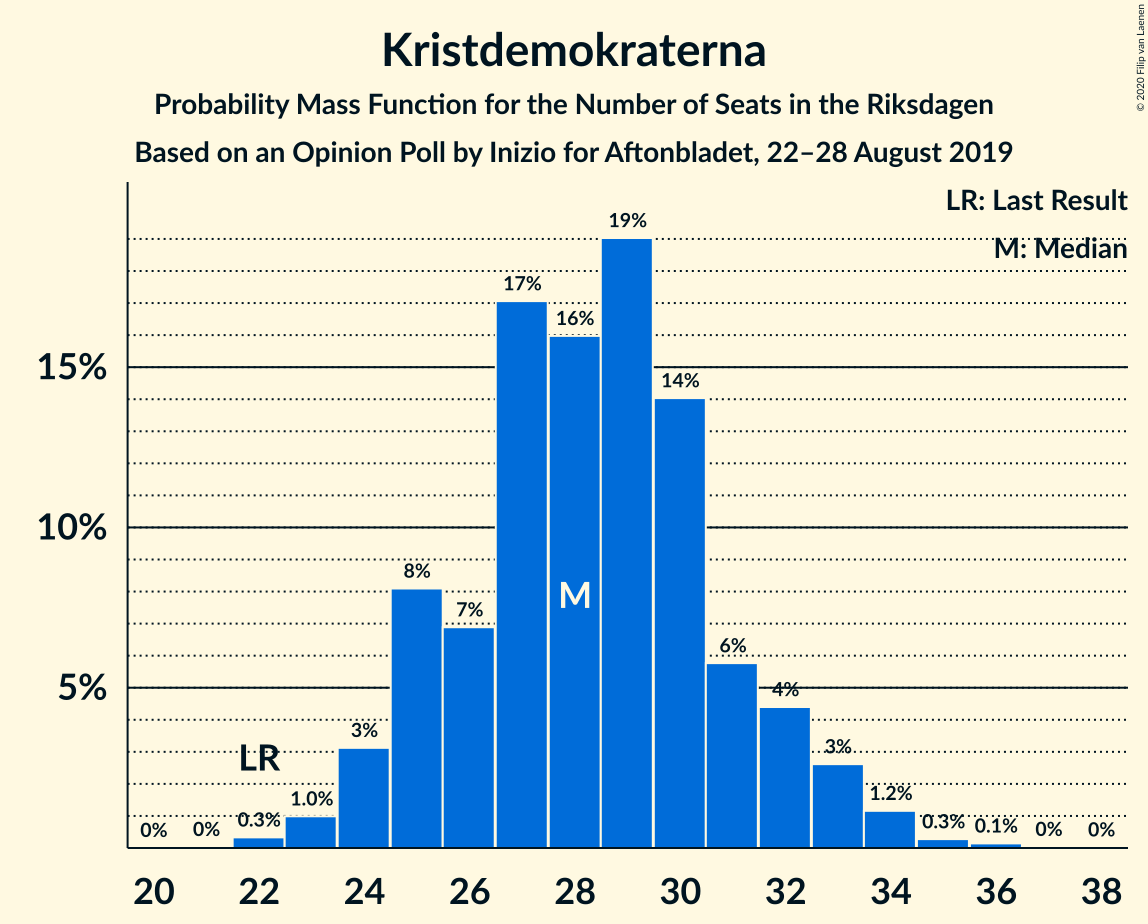 Kristdemokraterna
Probability Mass Function for the Number of Seats in the Riksdagen
Based on an Opinion Poll by Inizio for Aftonbladet, 22–28 August 2019
© 2020 Filip van Laenen
LR: Last Result
M: Median
19%
17%
16%
15%
14%
10%
8%
M
7%
6%
5%
4%
3%
LR
3%
1.0%
1.2%
0% 0% 0.3% 0.3% 0.1% 0% 0%
20 22 24 26 28 30 32 34 36 38